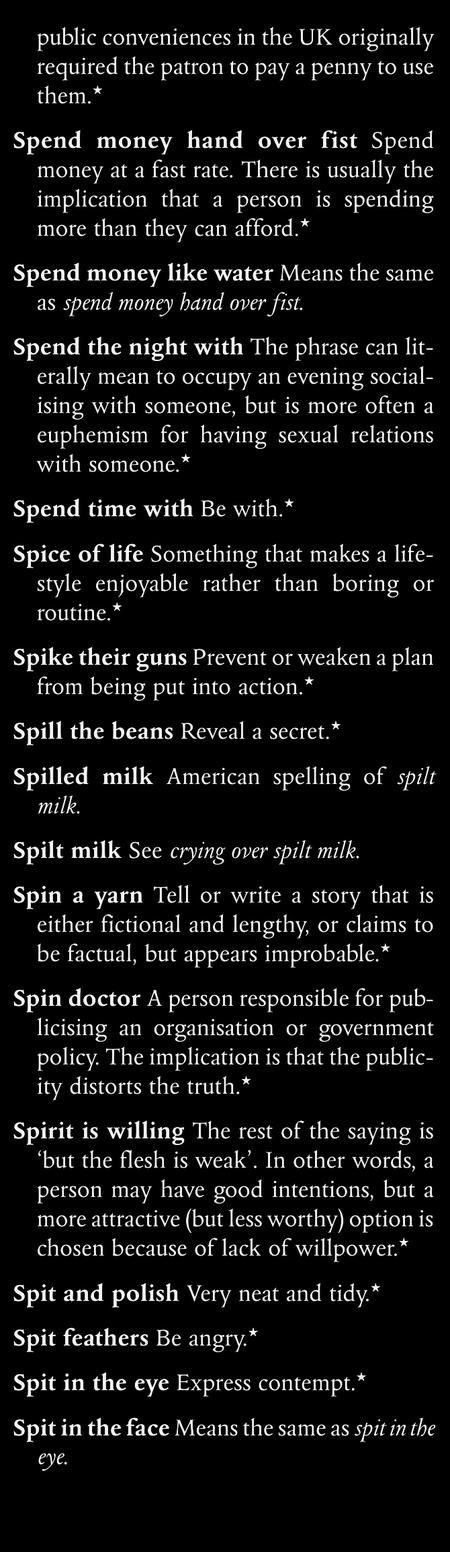 public conveniences in the UK originally
required the patron to pay a penny to use
them.★
Spend money hand over fist Spend
money at a fast rate. There is usually the
implication that a person is spending
more than they can afford.★
Spend money like water Means the same
as spend money hand over fist.
Spend the night with The phrase can lit-
erally mean to occupy an evening social-
ising with someone, but is more often a
euphemism for having sexual relations
with someone.★
Spend time with Be with.★
Spice of life Something that makes a life-
style enjoyable rather than boring or
routine.★
Spike their guns Prevent or weaken a plan
from being put into action.★
Spill the beans Reveal a secret.★
Spilled milk American spelling of spilt
milk.
Spilt milk See crying over spilt milk.
Spin a yarn Tell or write a story that is
either fictional and lengthy, or claims to
be factual, but appears improbable.★
Spin doctor A person responsible for pub-
licising an organisation or government
policy. The implication is that the public-
ity distorts the truth.★
Spirit is willing The rest of the saying is
‘but the flesh is weak’. In other words, a
person may have good intentions, but a
more attractive (but less worthy) option is
chosen because of lack of willpower.★
Spit and polish Very neat and tidy.★
Spit feathers Be angry.★
Spit in the eye Express contempt.★
Spit in the face Means the same as spit in the
eye.